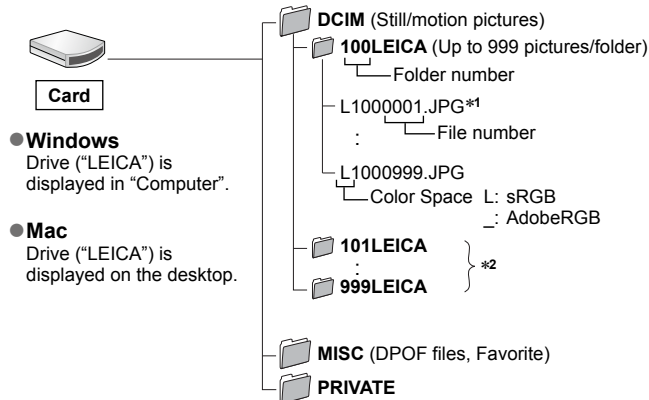 DCIM (Still/motion pictures)
100LEICA (Up to 999 pictures/folder)
Folder number
Card
L1000001.JPG*1
File number
:
●Windows
Drive (“LEICA”) is
displayed in “Computer”.
L1000999.JPG
Color Space L: sRGB
_: AdobeRGB
●Mac
Drive (“LEICA”) is
displayed on the desktop.
101LEICA
:
*2
999LEICA
MISC (DPOF files, Favorite)
PRIVATE